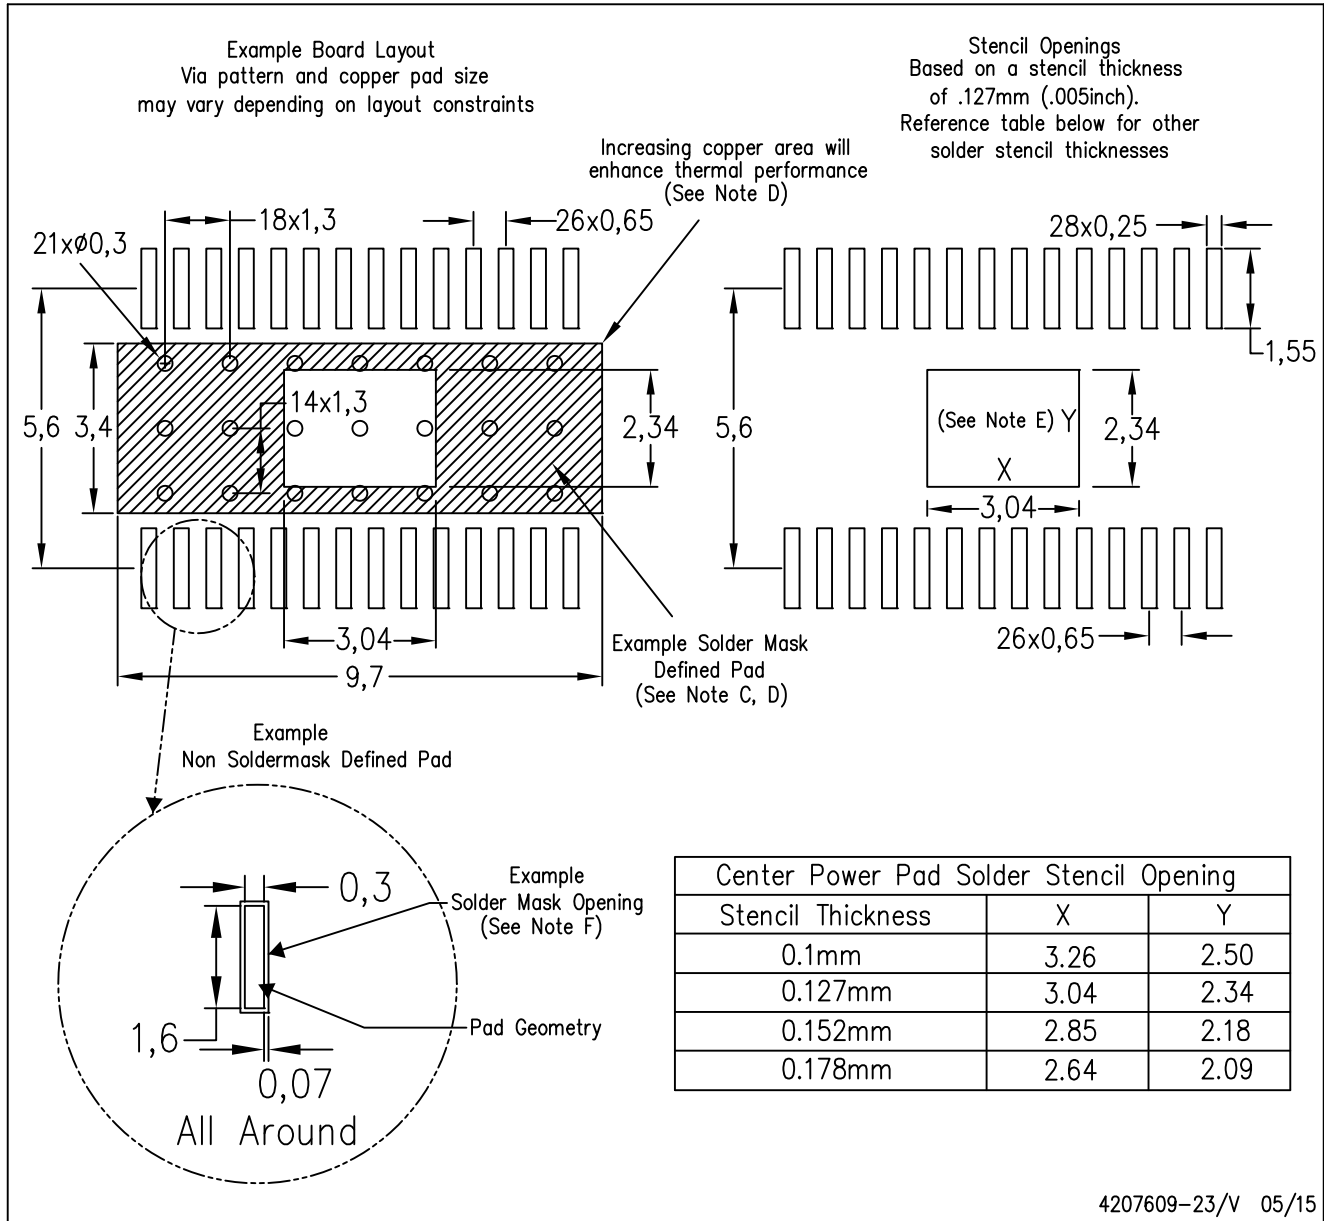 Example Board Layout
Via pattern and copper pad size
may vary depending on layout constraints
Stencil Openings
Based on a stencil thickness
of .127mm (.005inch).
Reference table below for other
solder stencil thicknesses
Increasing copper area will
enhance thermal performance
(See Note D)
18x1,3
26x0,65
21xø0,3
14x1,3
5,6
3,4
2,34
3,04
9,7
Example Solder Mask
Defined Pad
(See Note C, D)
28x0,25
1,55
5,6
(See Note E)
Y
X
2,34
3,04
26x0,65
Example
Non Soldermask Defined Pad
0,3
Example
Solder Mask Opening
(See Note F)
Pad Geometry
1,6
0,07
All Around
Center Power Pad Solder Stencil Opening
Stencil Thickness X Y
0.1mm 3.26 2.50
0.127mm 3.04 2.34
0.152mm 2.85 2.18
0.178mm 2.64 2.09
4207609-23/V 05/15